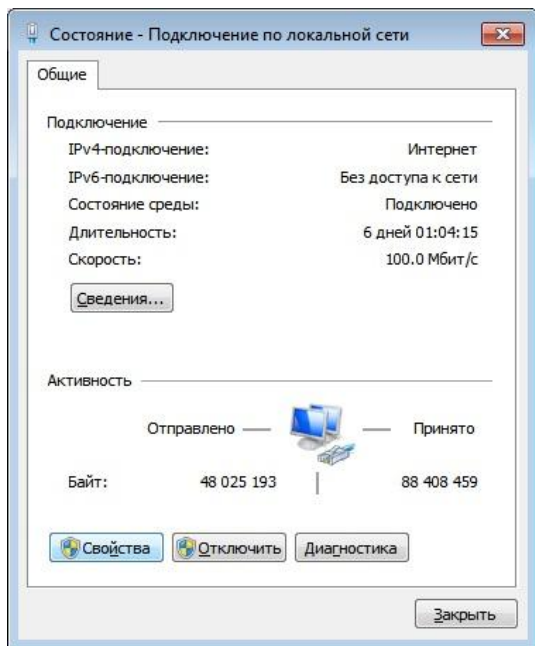 Состояние - Подключение по локальной сети
Общие
Подключение
IPv4-подключение: Интернет
IPv6-подключение: Без доступа к сети
Состояние среды: Подключено
Длительность: 6 дней 01:04:15
Скорость: 100.0 Мбит/с
Сведения...
Активность
Отправлено Принято
Байт: 48 025 193 88 408 459
Свойства Отключить Диагностика
Закрыть